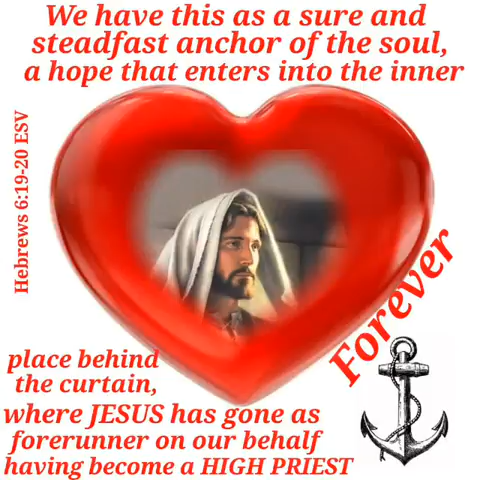 We have this as a sure and
steadfast anchor of the soul,
a hope that enters into the inner
place behind
the curtain,
where JESUS has gone as
forerunner on our behalf
having become a HIGH PRIEST
Forever
Hebrews 6:19-20 ESV